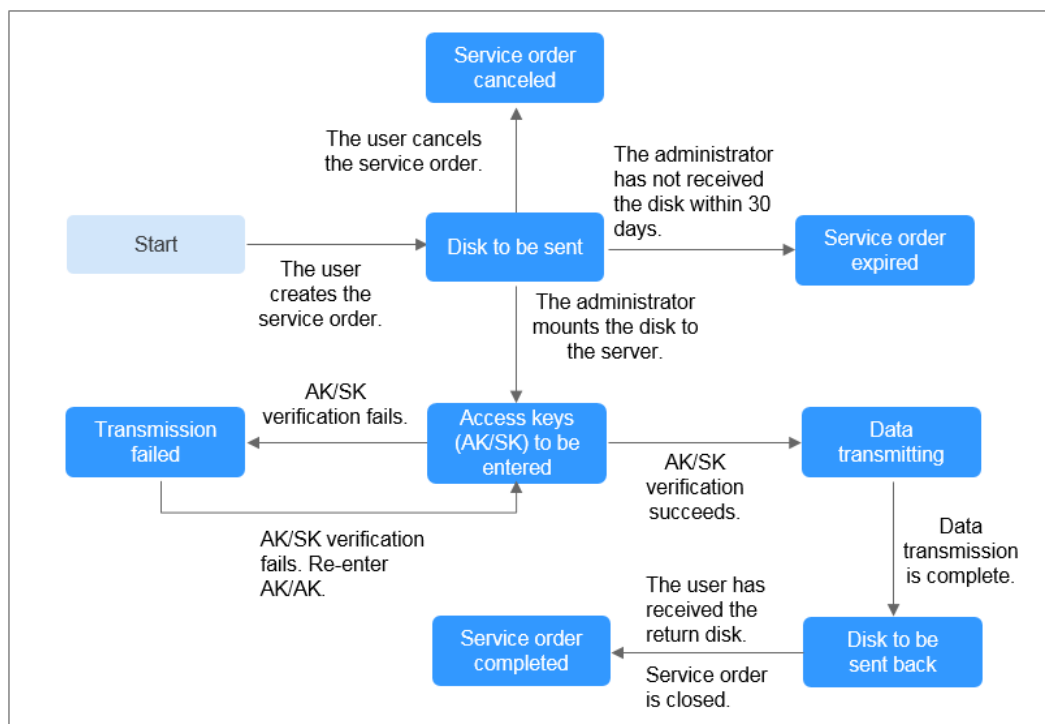 Service order
canceled
The user cancels
the service order.
The administrator
has not received
the disk within 30
days.
Start
Disk to be sent
Service order
expired
The user
creates the
service order.
The administrator
mounts the disk to
the server.
AK/SK
verification fails.
Transmission
failed
Access keys
(AK/SK) to be
entered
Data
transmitting
AK/SK
verification
succeeds.
AK/SK verification
fails. Re-enter
AK/AK.
Data
transmission
is complete.
The user has
received the
return disk.
Service order
completed
Disk to be
sent back
Service order
is closed.